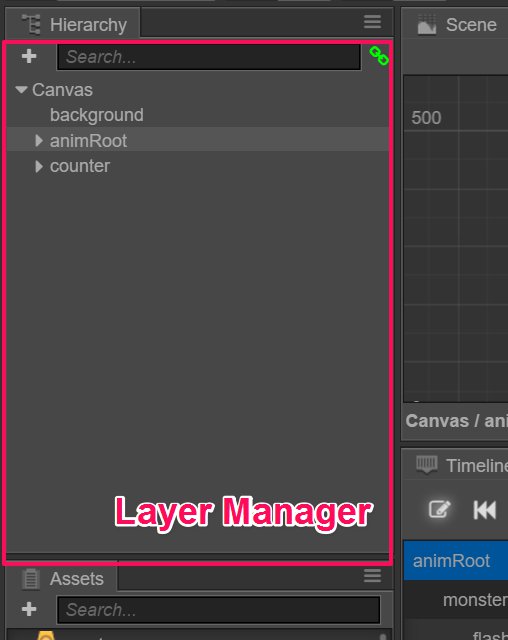 Hierarchy
Search...
Canvas
background
animRoot
counter
Layer Manager
Assets
Search...
Scene
500
Canvas / ani
Timeline
animRoot
monster
flash